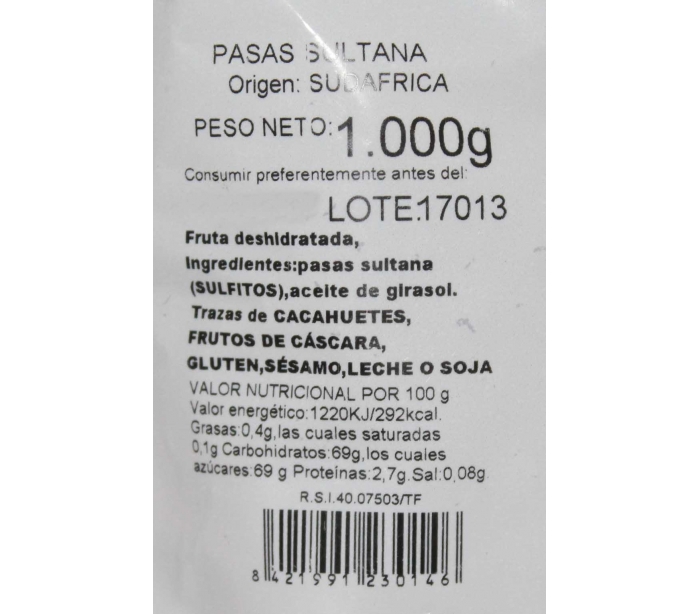 PASAS SULTANA
Origen: SUDAFRICA
PESO NETO:1.000g
Consumir preferentemente antes del:
LOTE:17013
Fruta deshidratada,
Ingredientes:pasas sultana
(SULFITOS),aceite de girasol.
Trazas de CACAHUETES,
FRUTOS DE CÁSCARA,
GLUTEN,SÉSAMO,LECHE O SOJA
VALOR NUTRICIONAL POR 100 g
Valor energético:1220KJ/292kcal.
Grasas:0,4g,las cuales saturadas
0,1g Carbohidratos:69g,los cuales
azúcares:69 g Proteínas:2,7g.Sal:0,08g.
R.S.I.40.07503/TF
8 421991 230146